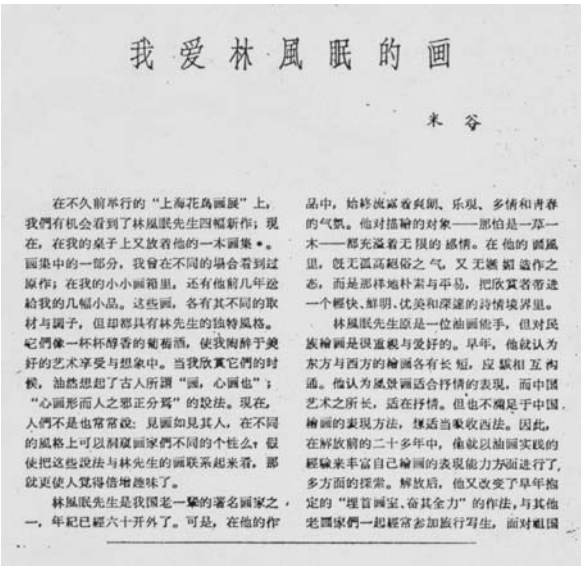 我爱林風眠的画
米谷
在不久前举行的“上海花鳥画展”上，
我們有机会看到了林風眠先生四幅新作；現
在，在我的桌子上又放着他的一本画集●。
画集中的一部分，我曾在不同的場合看到过
原作；在我的小小画箱里，还有他前几年送
給我的几幅小品。这些画，各有其不同的取
材与調子，但却都具有林先生的独特風格。
它們像一杯杯醇香的葡萄酒，使我陶醉于美
好的艺术享受与想象中。当我欣赏它們的时
候，油然想起了古人所謂“画，心画也”；
“心画形而人之邪正分焉”的說法。現在，
人們不是也常常說：見画如見其人，在不同
的風格上可以洞窺画家們不同的个性么？假
使把这些說法与林先生的画联系起来看，那
就更使人覚得倍增趣味了。
林風眠先生是我国老一輩的著名画家之
一，年紀已經六十开外了。可是，在他的作
品中，始終流露着爽朗、乐观、多情和青春
的气氛。他对描繪的对象——那怕是一草一
木——都充溢着无限的感情。在他的画風
里，旣无孤高絕俗之气，又无嫵媚造作之
态，而是那样地朴素与平易，把欣赏者带进
一个輕快、鮮明、优美和深邃的詩情境界里。
林風眠先生原是一位油画能手，但对民
族繪画是很重視与爱好的。早年，他就认为
东方与西方的繪画各有长短，应該相互沟
通。他认为風景画适合抒情的表現，而中国
艺术之所长，适在抒情。但也不滿足于中国
繪画的表現方法，想适当吸收西法。因此，
在解放前的二十多年中，他就以油画实践的
經驗来丰富自己繪画的表現能力方面进行了
多方面的探索。解放后，他又改变了早年抱
定的“埋首画室、奋其全力”的作法，与其他
老画家們一起經常参加旅行写生，面对祖国